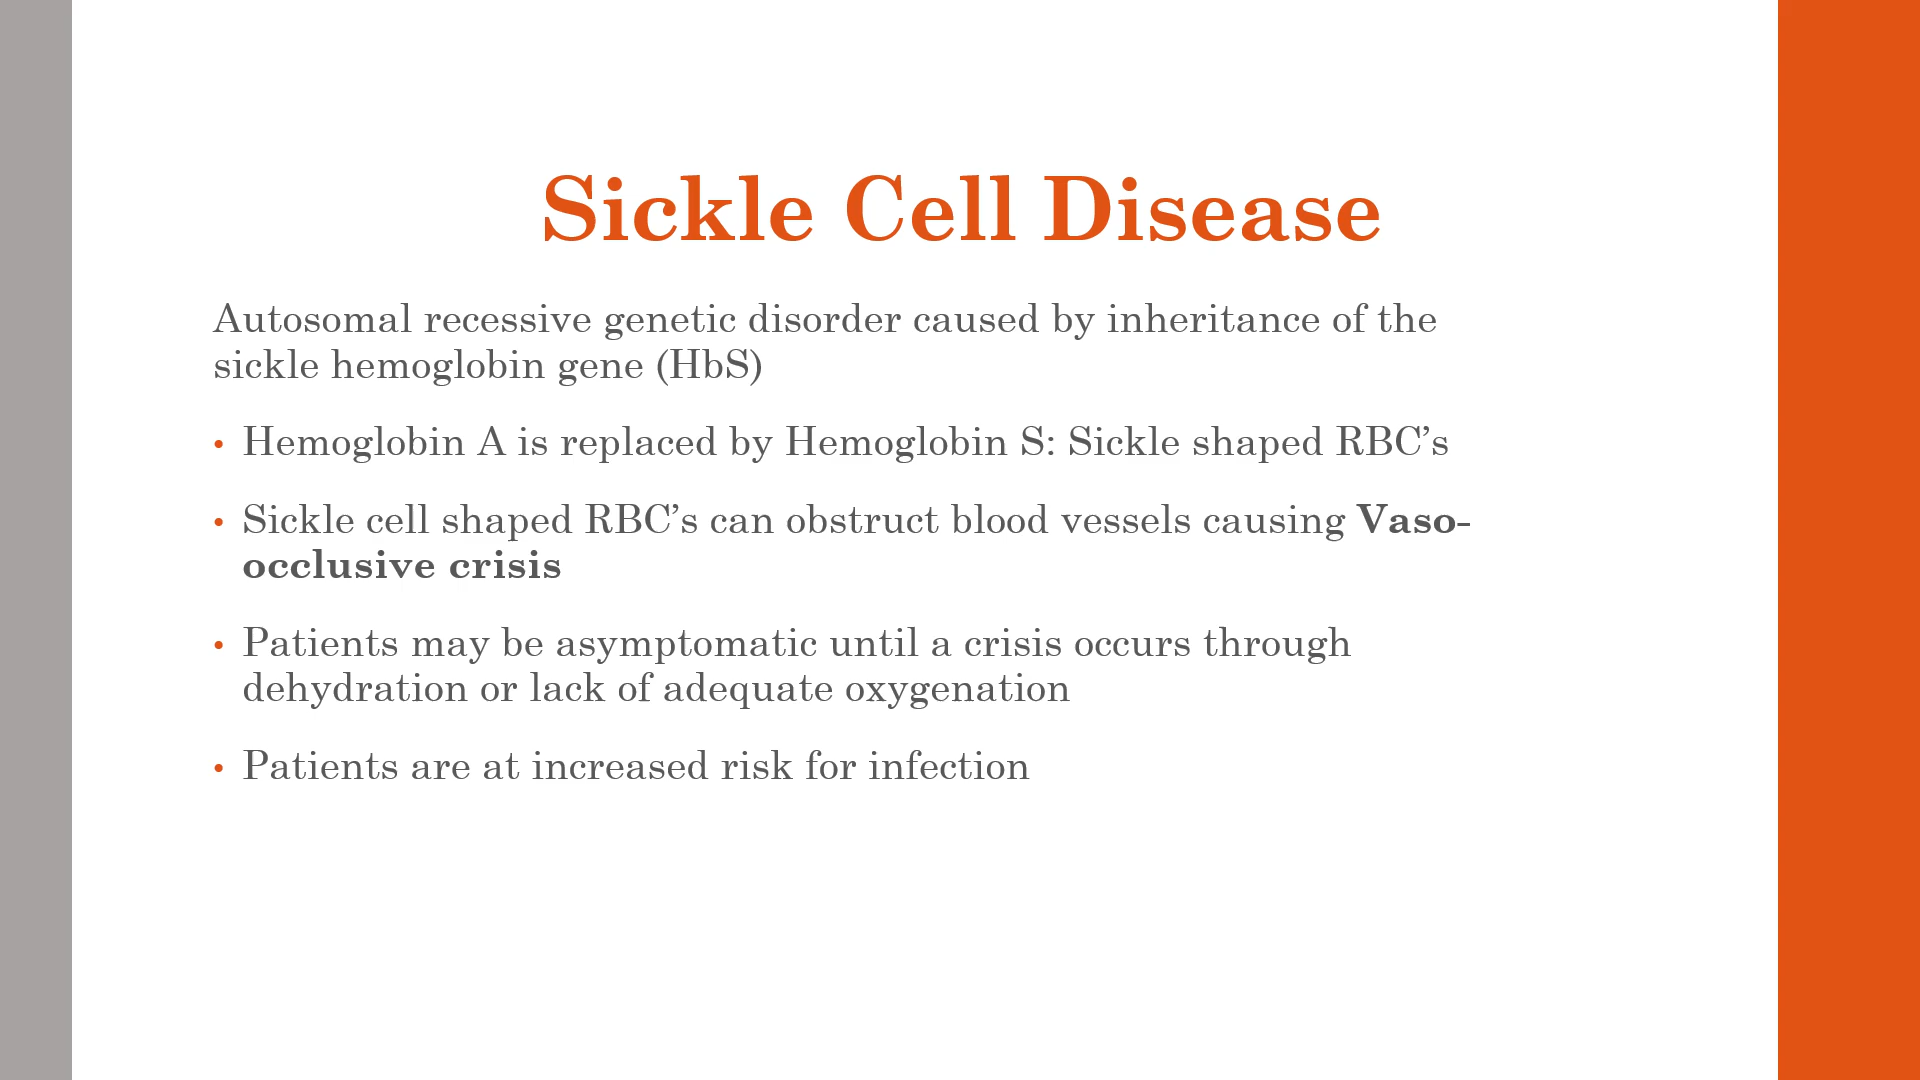 Sickle Cell Disease
Autosomal recessive genetic disorder caused by inheritance of the
sickle hemoglobin gene (HbS)
• Hemoglobin A is replaced by Hemoglobin S: Sickle shaped RBC’s
• Sickle cell shaped RBC’s can obstruct blood vessels causing Vaso-
occlusive crisis
• Patients may be asymptomatic until a crisis occurs through
dehydration or lack of adequate oxygenation
• Patients are at increased risk for infection